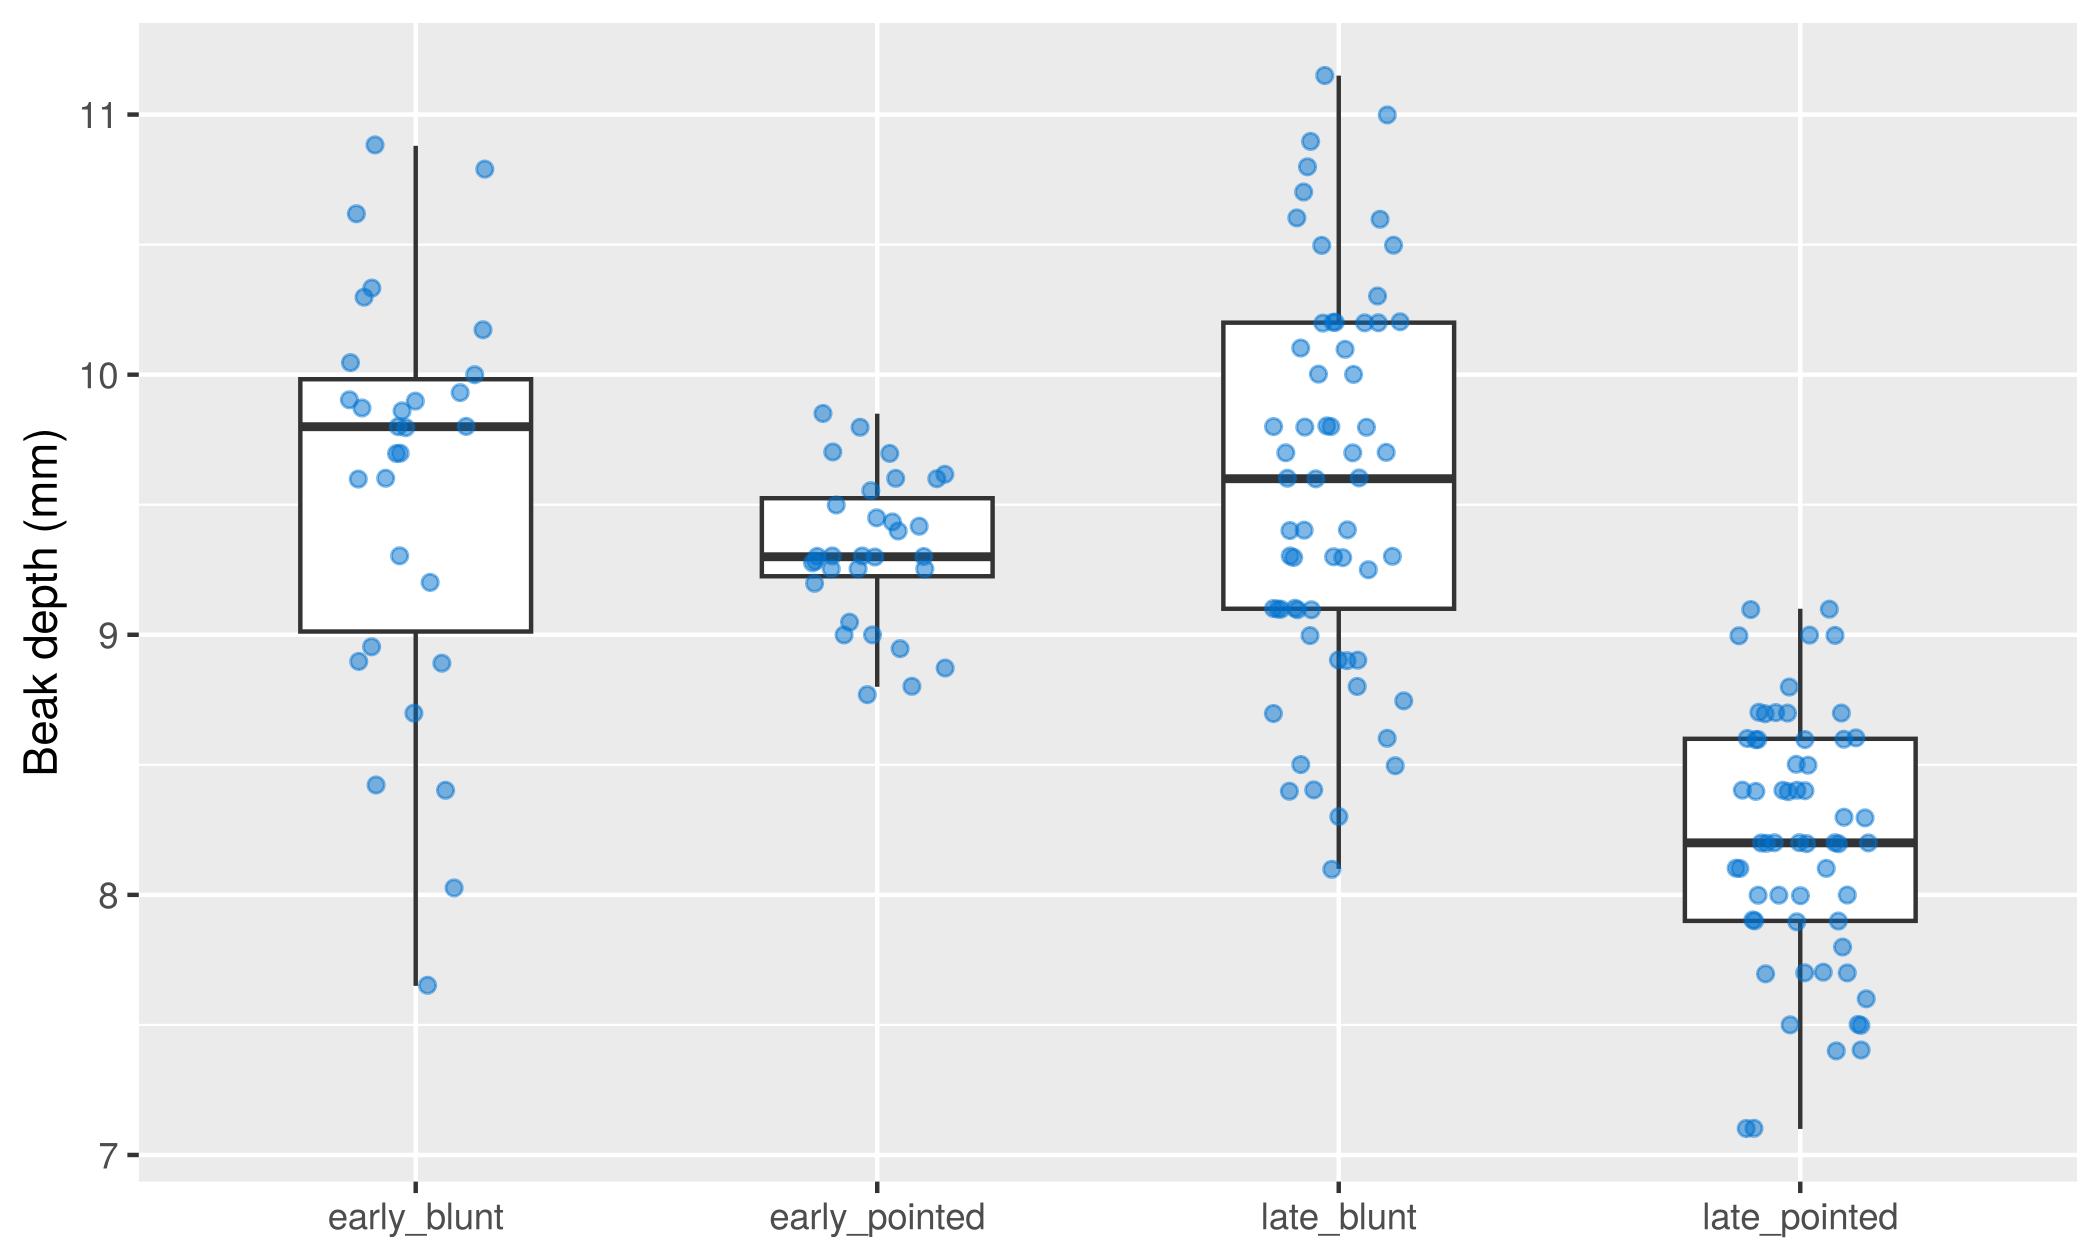 Beak depth (mm)
11
10
9
8
7
early_blunt early_pointed late_blunt late_pointed